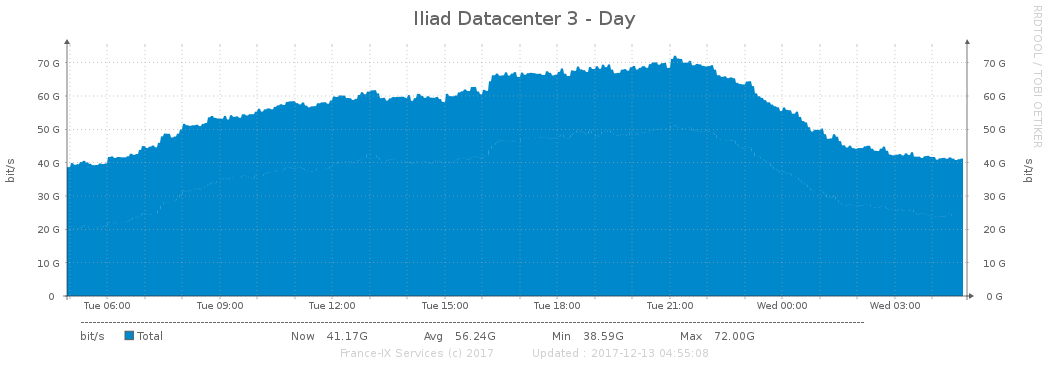 Iliad Datacenter 3 - Day
RRDTOOL / TOBI OETIKER
bit/s
70 G
60 G
50 G
40 G
30 G
20 G
10 G
0
70 G
60 G
50 G
40 G
30 G
20 G
10 G
0 G
bit/s
Tue 06:00 Tue 09:00 Tue 12:00 Tue 15:00 Tue 18:00 Tue 21:00 Wed 00:00 Wed 03:00
bit/s Total Now 41.17G Avg 56.24G Min 38.59G Max 72.00G
France-IX Services (c) 2017 Updated : 2017-12-13 04:55:08